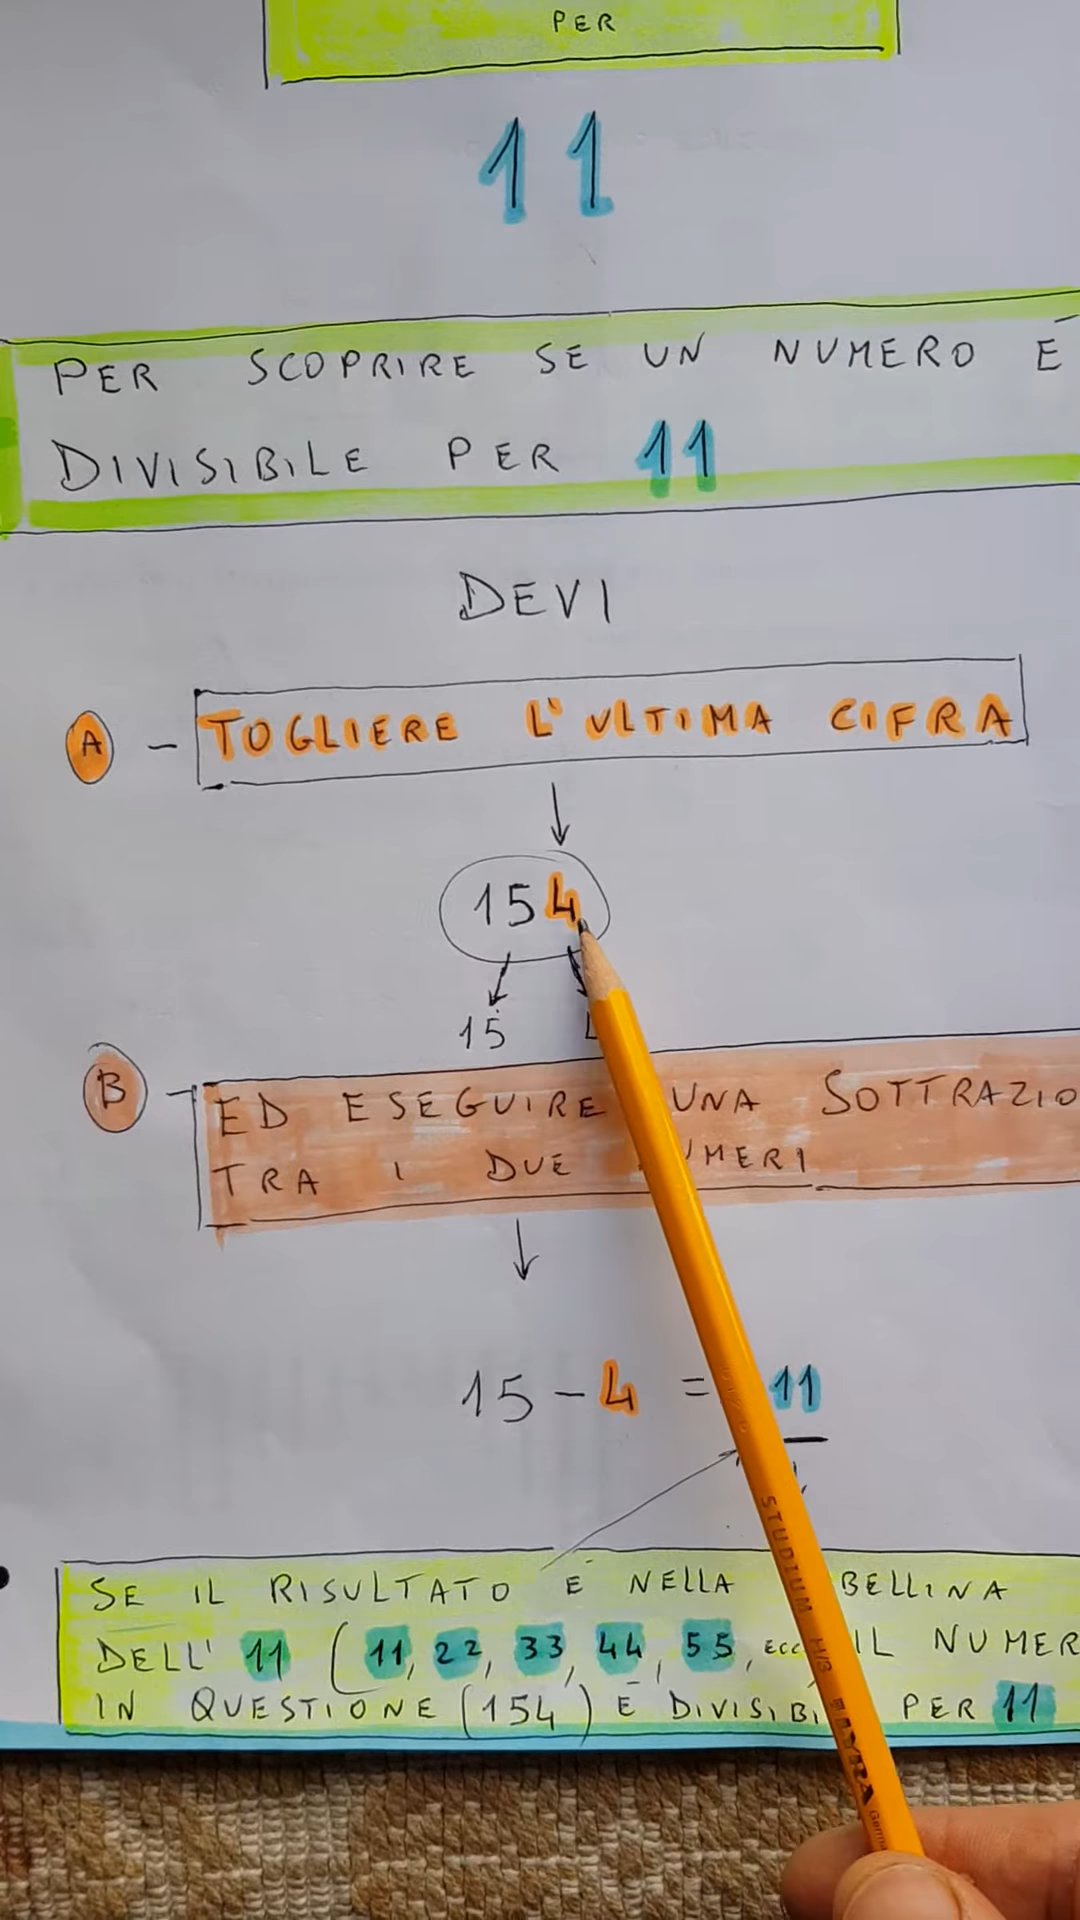 PER
11
PER SCOPRIRE SE UN NUMERO É
DIVISIBILE PER 11
DEVI
A - TOGLIERE L'ULTIMA CIFRA
154
15
B - ED ESEGUIRE UNA SOTTRAZIO
TRA I DUE UMERI
15 - 4 = 11
SE IL RISULTATO É NELLA BELLINA
DELL' 11 (11, 22, 33, 44, 55, ECC IL NUMER
IN QUESTIONE (154) É DIVISIBI PER 11
STUDIUM